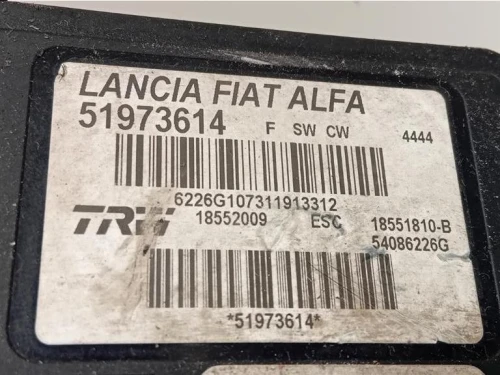 LANCIA FIAT ALFA
51973614 F SW CW 4444
6226G107311913312
TRW 18552009 ESC 18551810-B
54086226G
*51973614*